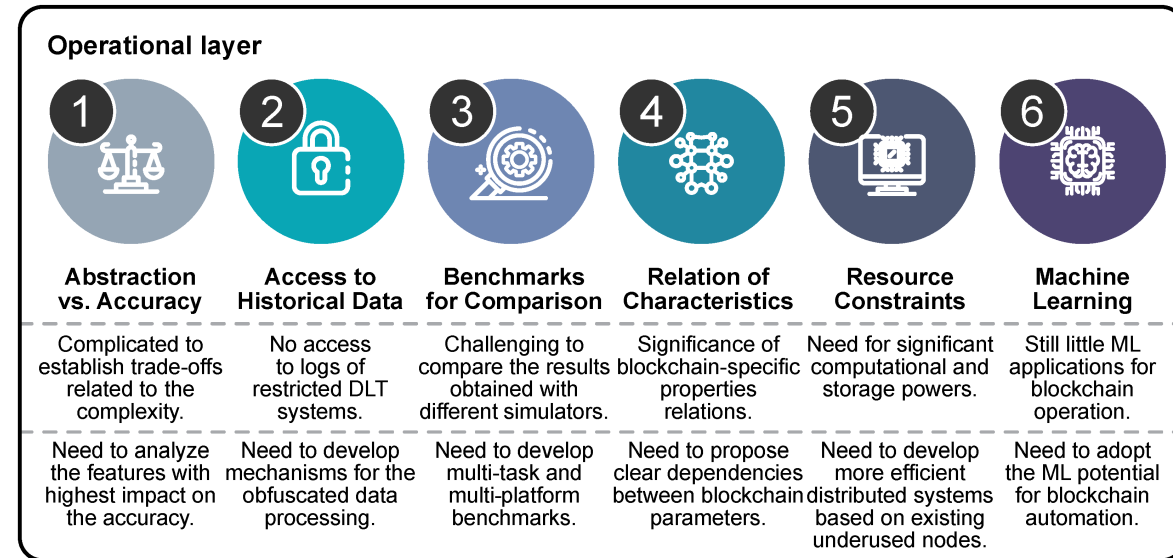 Operational layer
1
2
3
4
5
6
Abstraction
vs. Accuracy
Access to
Historical Data
Benchmarks
for Comparison
Relation of
Characteristics
Resource
Constraints
Machine
Learning
Complicated to
establish trade-offs
related to the
complexity.
No access
to logs of
restricted DLT
systems.
Challenging to
compare the results
obtained with
different simulators.
Significance of
blockchain-specific
properties
relations.
Need for significant
computational and
storage powers.
Still little ML
applications for
blockchain
operation.
Need to analyze
the features with
highest impact on
the accuracy.
Need to develop
mechanisms for the
obfuscated data
processing.
Need to develop
multi-task and
multi-platform
benchmarks.
Need to propose
clear dependencies
between blockchain
parameters.
Need to develop
more efficient
distributed systems
based on existing
underused nodes.
Need to adopt
the ML potential
for blockchain
automation.